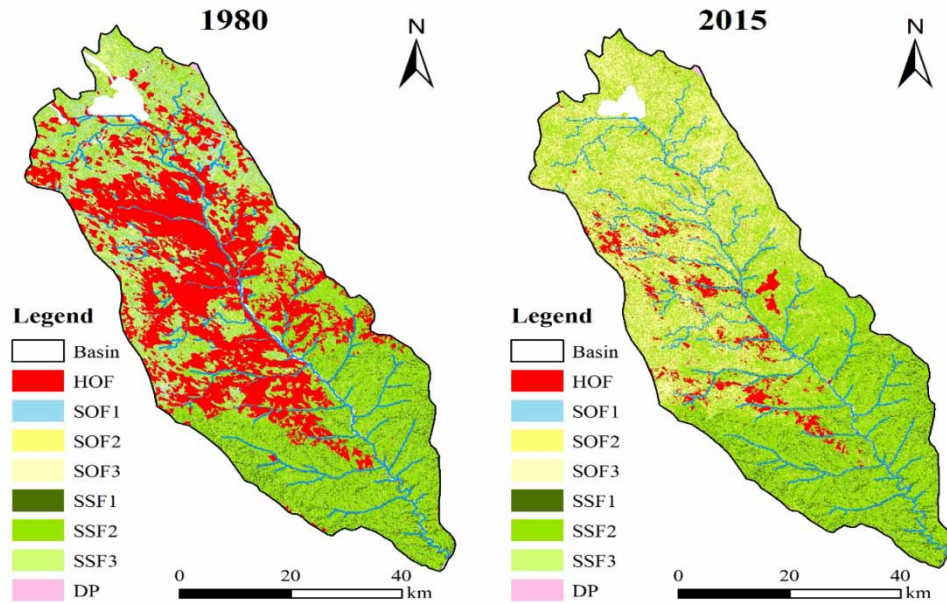 1980
N
Legend
Basin
HOF
SOF1
SOF2
SOF3
SSF1
SSF2
SSF3
DP
0 20 40
km
2015
N
Legend
Basin
HOF
SOF1
SOF2
SOF3
SSF1
SSF2
SSF3
DP
0 20 40
km